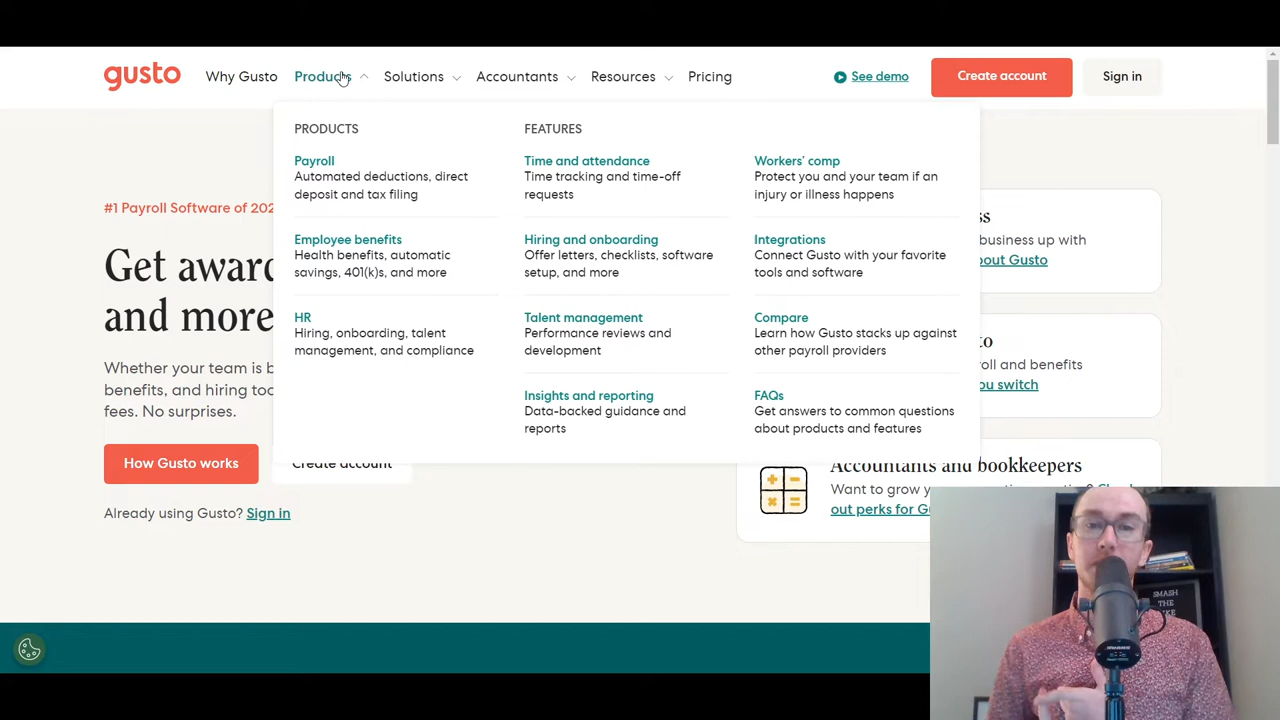 gusto
Why Gusto
Products
Solutions
Accountants
Resources
Pricing
See demo
Create account
Sign in
PRODUCTS
Payroll
Automated deductions, direct
deposit and tax filing
Employee benefits
Health benefits, automatic
savings, 401(k)s, and more
HR
Hiring, onboarding, talent
management, and compliance
FEATURES
Time and attendance
Time tracking and time-off
requests
Hiring and onboarding
Offer letters, checklists, software
setup, and more
Talent management
Performance reviews and
development
Insights and reporting
Data-backed guidance and
reports
Workers' comp
Protect you and your team if an
injury or illness happens
Integrations
Connect Gusto with your favorite
tools and software
Compare
Learn how Gusto stacks up against
other payroll providers
FAQs
Get answers to common questions
about products and features
#1 Payroll Software of 202
Get award
and more
Whether your team is b
benefits, and hiring too
fees. No surprises.
How Gusto works
Create account
Already using Gusto? Sign in
ss
business up with
bout Gusto
to
roll and benefits
ou switch
Accountants and bookkeepers
Want to grow y
out perks for G
SMASH
THE